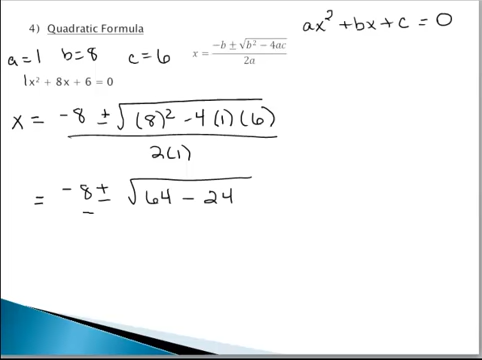 4) Quadratic Formula
ax² + bx + c = 0
a = 1 b = 8 c = 6
x = (-b ± √(b² − 4ac)) / 2a
1x² + 8x + 6 = 0
x = (-8 ± √((8)² - 4(1)(6))) / 2(1)
= -8 ± √(64 - 24)